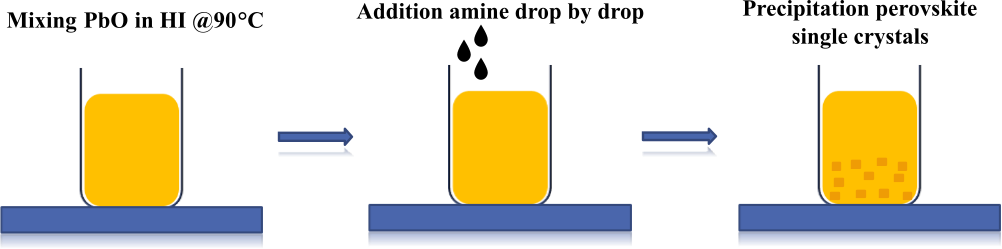 Mixing PbO in HI @90°C
Addition amine drop by drop
Precipitation perovskite
single crystals